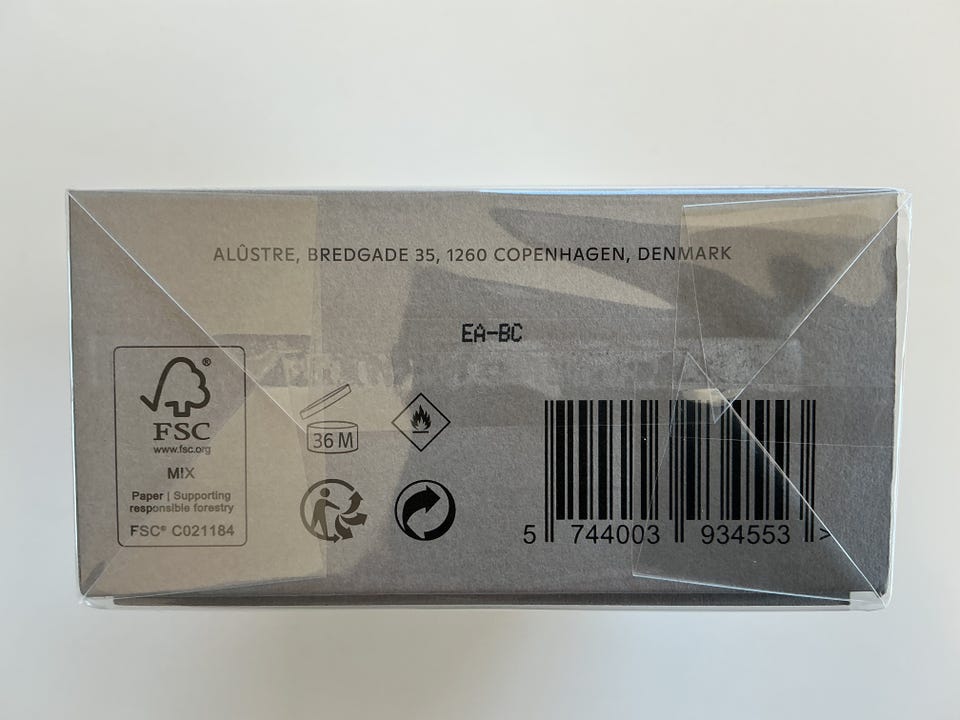 ALÛSTRE, BREDGADE 35, 1260 COPENHAGEN, DENMARK
EA-BC
FSC®
www.fsc.org
MIX
Paper | Supporting
responsible forestry
FSC® C021184
36 M
5 744003 934553 >